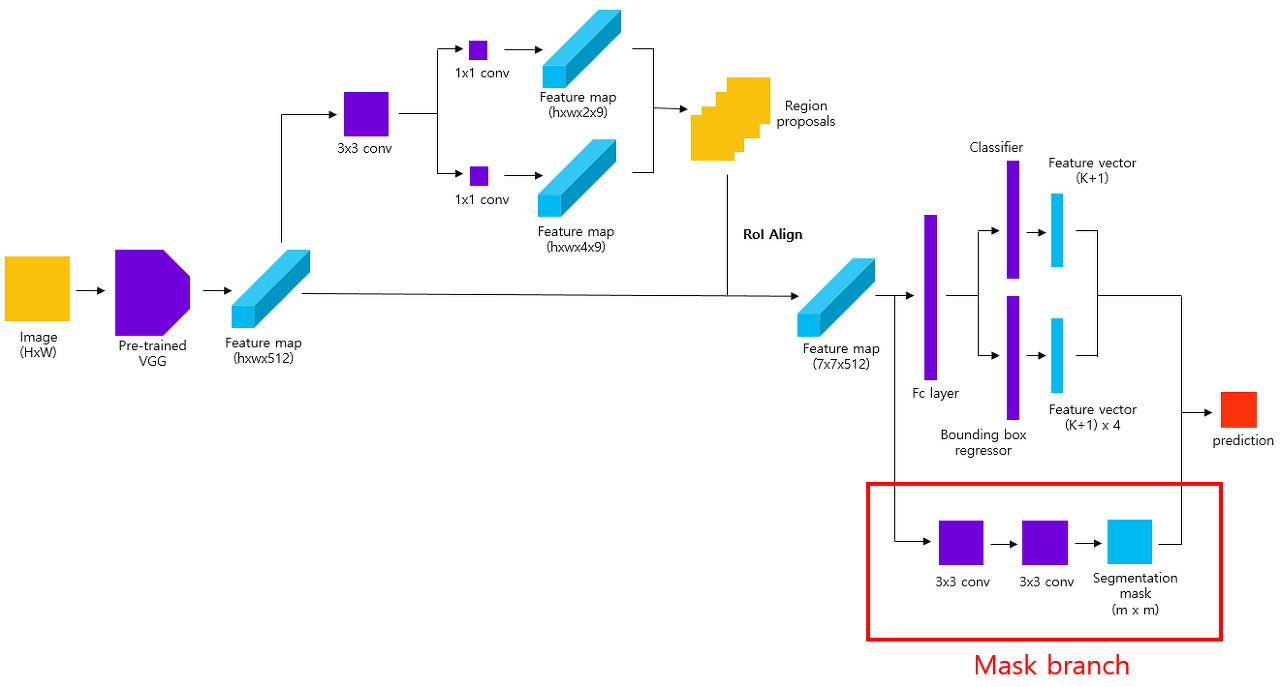 1x1 conv
Feature map
(hxwx2x9)
3x3 conv
Region
proposals
1x1 conv
Feature map
(hxwx4x9)
Image
(HxW)
Pre-trained
VGG
Feature map
(hxwx512)
RoI Align
Feature map
(7x7x512)
Fc layer
Classifier
Feature vector
(K+1)
Bounding box
regressor
Feature vector
(K+1) x 4
prediction
3x3 conv
3x3 conv
Segmentation
mask
(m x m)
Mask branch